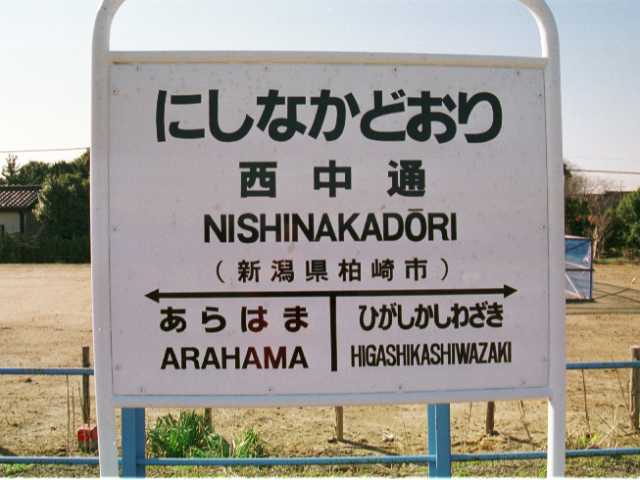 にしなかどおり
西中通
NISHINAKADŌRI
（新潟県柏崎市）
あらはま ひがしかしわざき
ARAHAMA HIGASHIKASHIWAZAKI